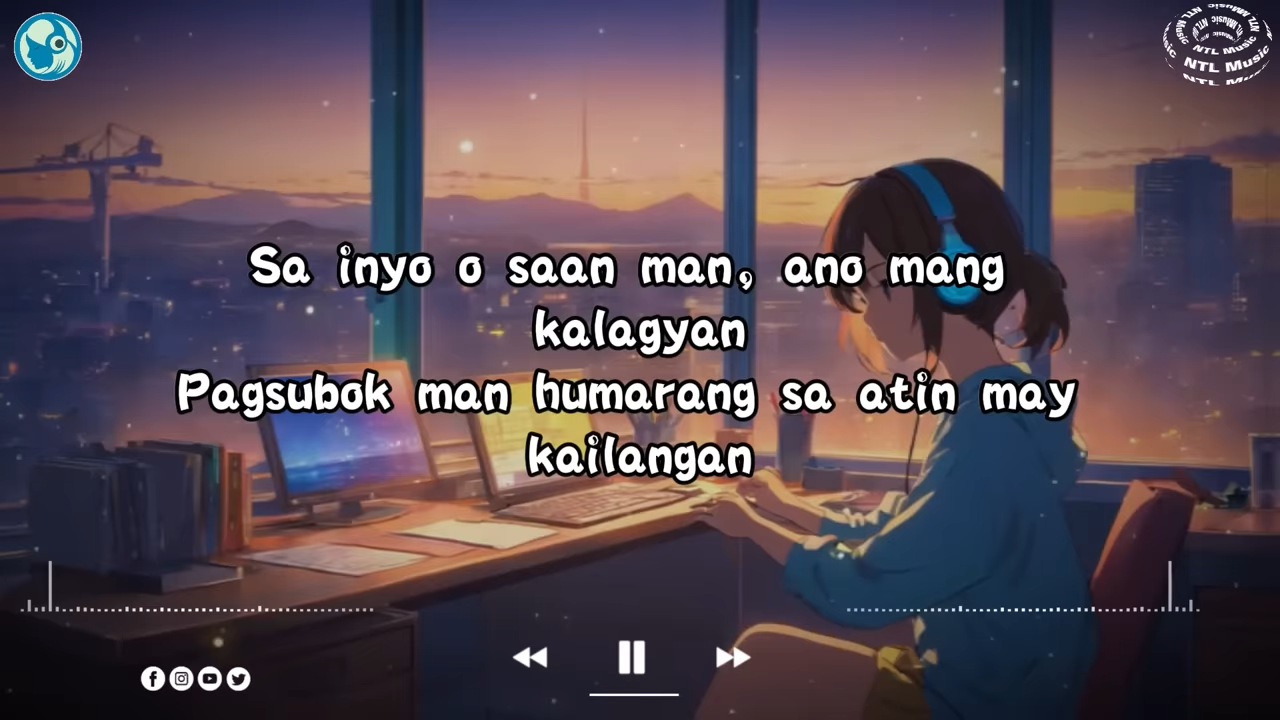 NTL Music
Sa inyo o saan man, ano mang
kalagyan
Pagsubok man humarang sa atin may
kailangan